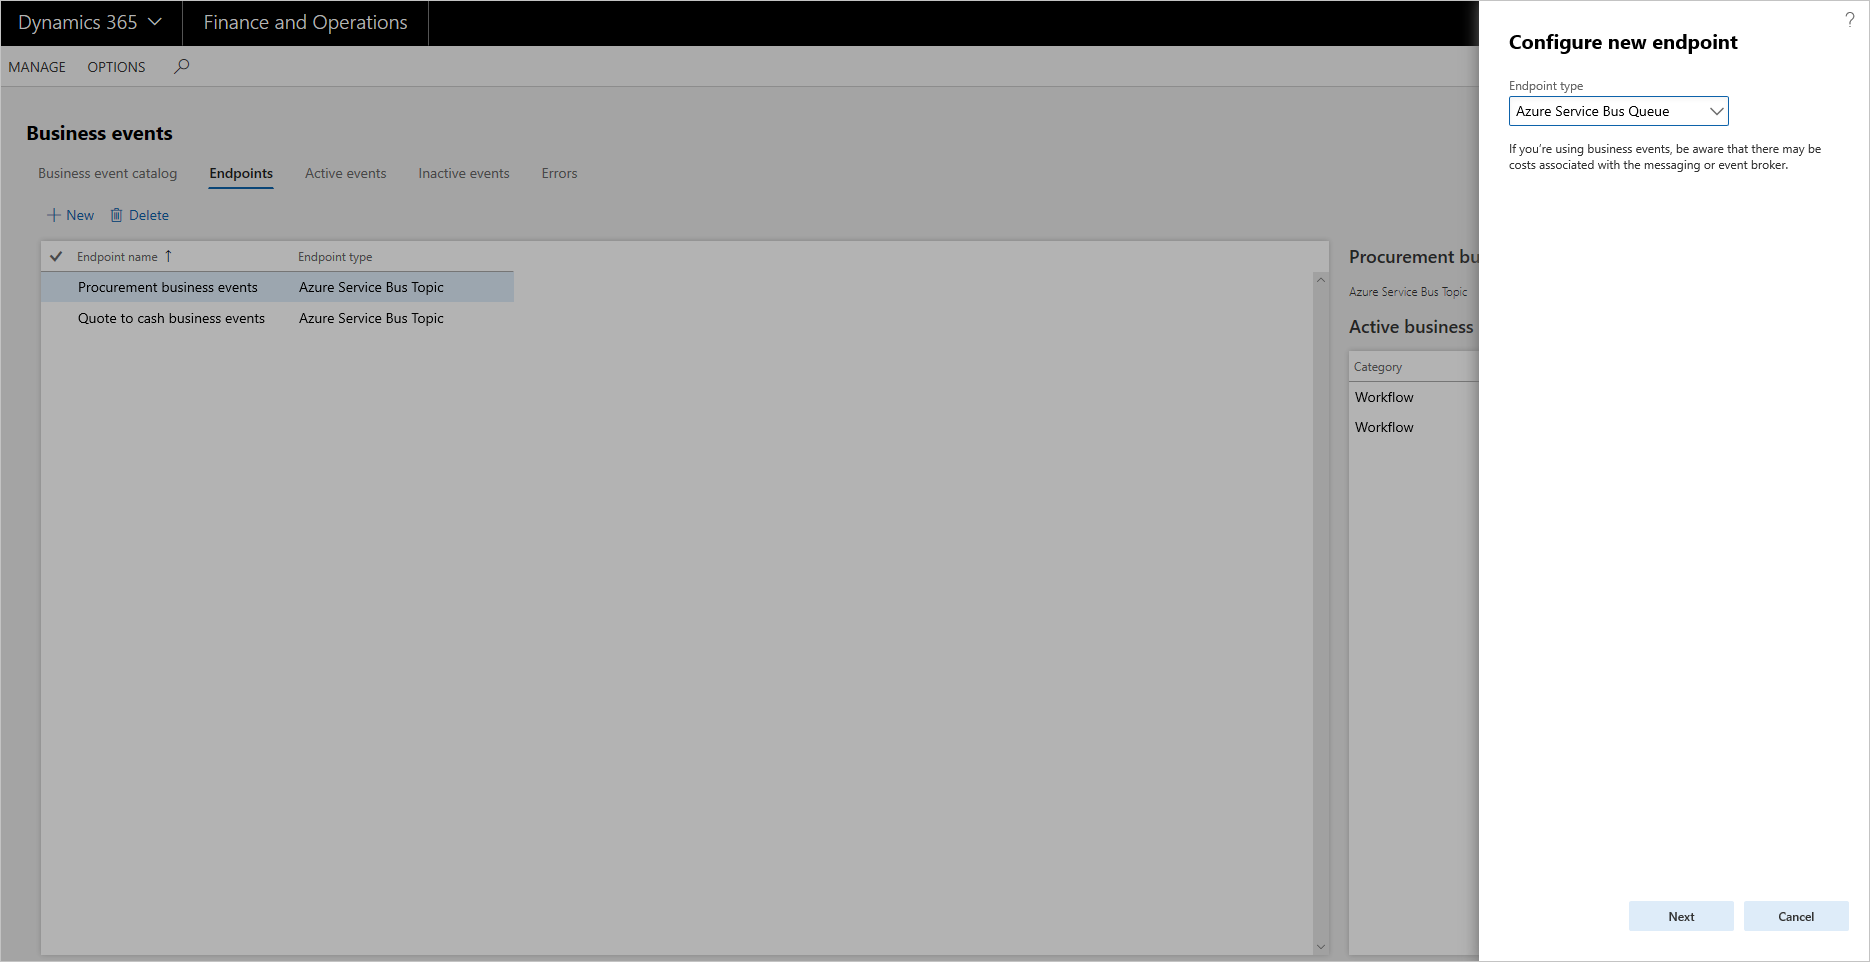 Dynamics 365
Finance and Operations
MANAGE OPTIONS
Business events
Business event catalog Endpoints Active events Inactive events Errors
New Delete
Endpoint name Endpoint type
Procurement business events Azure Service Bus Topic
Quote to cash business events Azure Service Bus Topic
Procurement bu
Azure Service Bus Topic
Active business
Category
Workflow
Workflow
?
Configure new endpoint
Endpoint type
Azure Service Bus Queue
If you're using business events, be aware that there may be
costs associated with the messaging or event broker.
Next Cancel